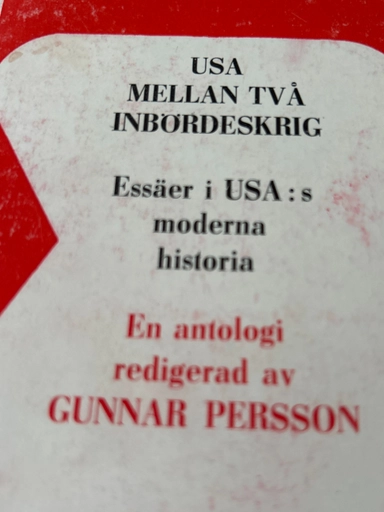 USA
MELLAN TVÅ
INBÖRDESKRIG
Essäer i USA:s
moderna
historia
En antologi
redigerad av
GUNNAR PERSSON